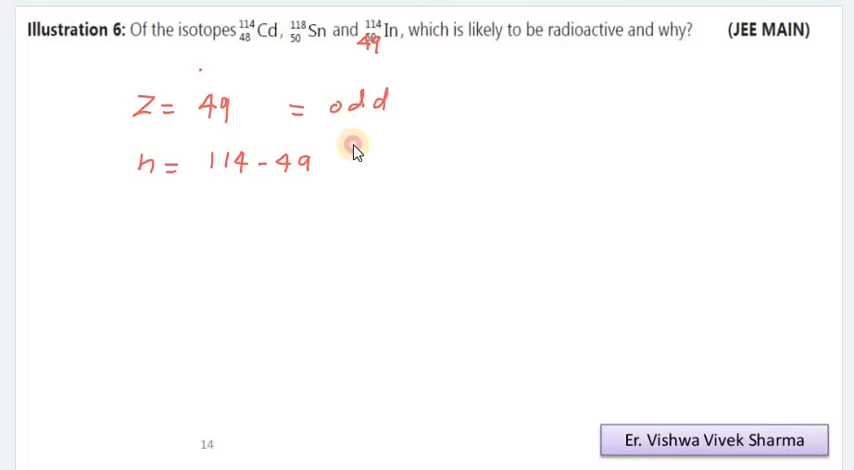 Illustration 6: Of the isotopes ¹¹⁴₄₈Cd, ¹¹⁸₅₀Sn and ¹¹⁴₄₉In, which is likely to be radioactive and why? (JEE MAIN)
Z = 49 = odd
n = 114 - 49
14
Er. Vishwa Vivek Sharma